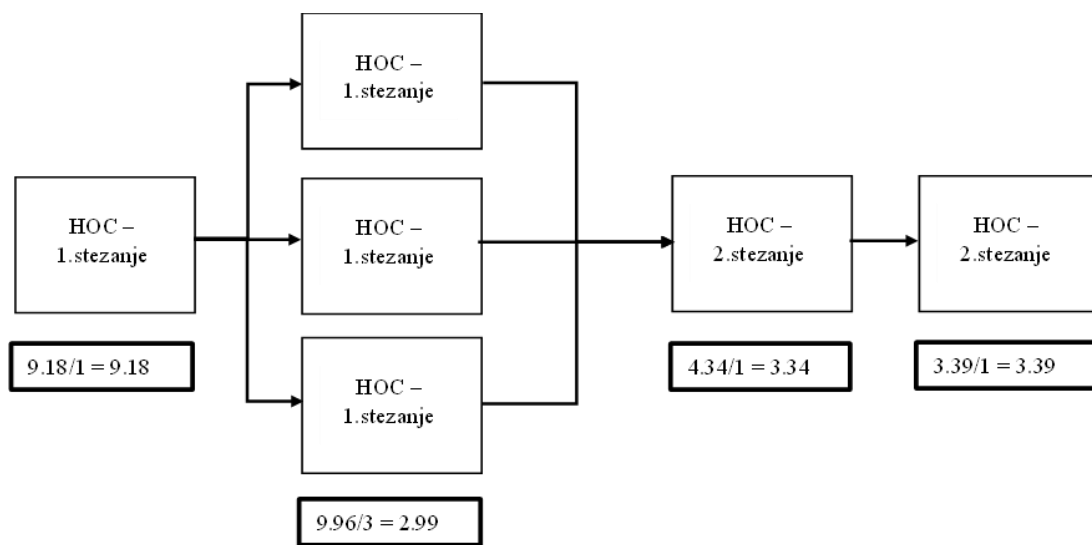 HOC –
1.stezanje
9.18/1 = 9.18
HOC –
1.stezanje
HOC –
1.stezanje
HOC –
1.stezanje
9.96/3 = 2.99
HOC –
2.stezanje
4.34/1 = 3.34
HOC –
2.stezanje
3.39/1 = 3.39